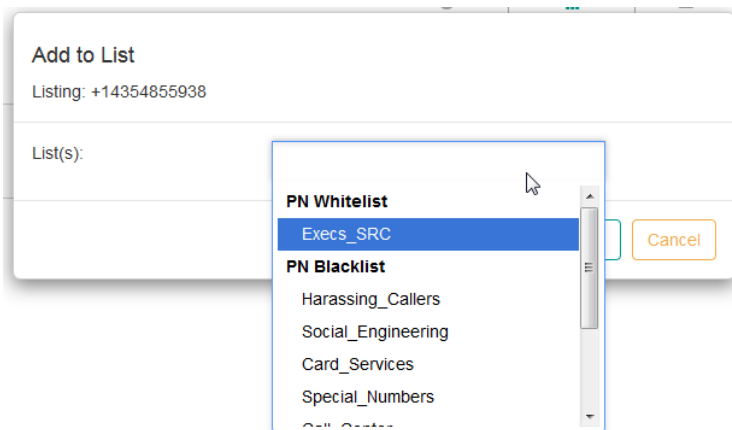 Add to List
Listing: +14354855938
List(s):
PN Whitelist
Execs_SRC
Cancel
PN Blacklist
Harassing_Callers
Social_Engineering
Card_Services
Special_Numbers